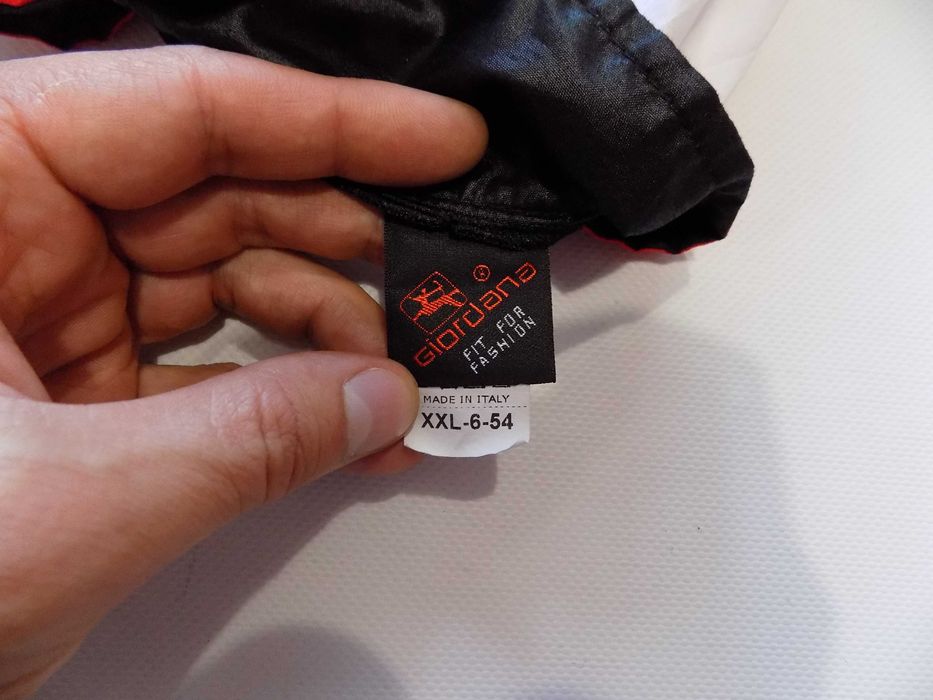 GIORDANA ®
FIT FOR
FASHION
MADE IN ITALY
XXL-6-54